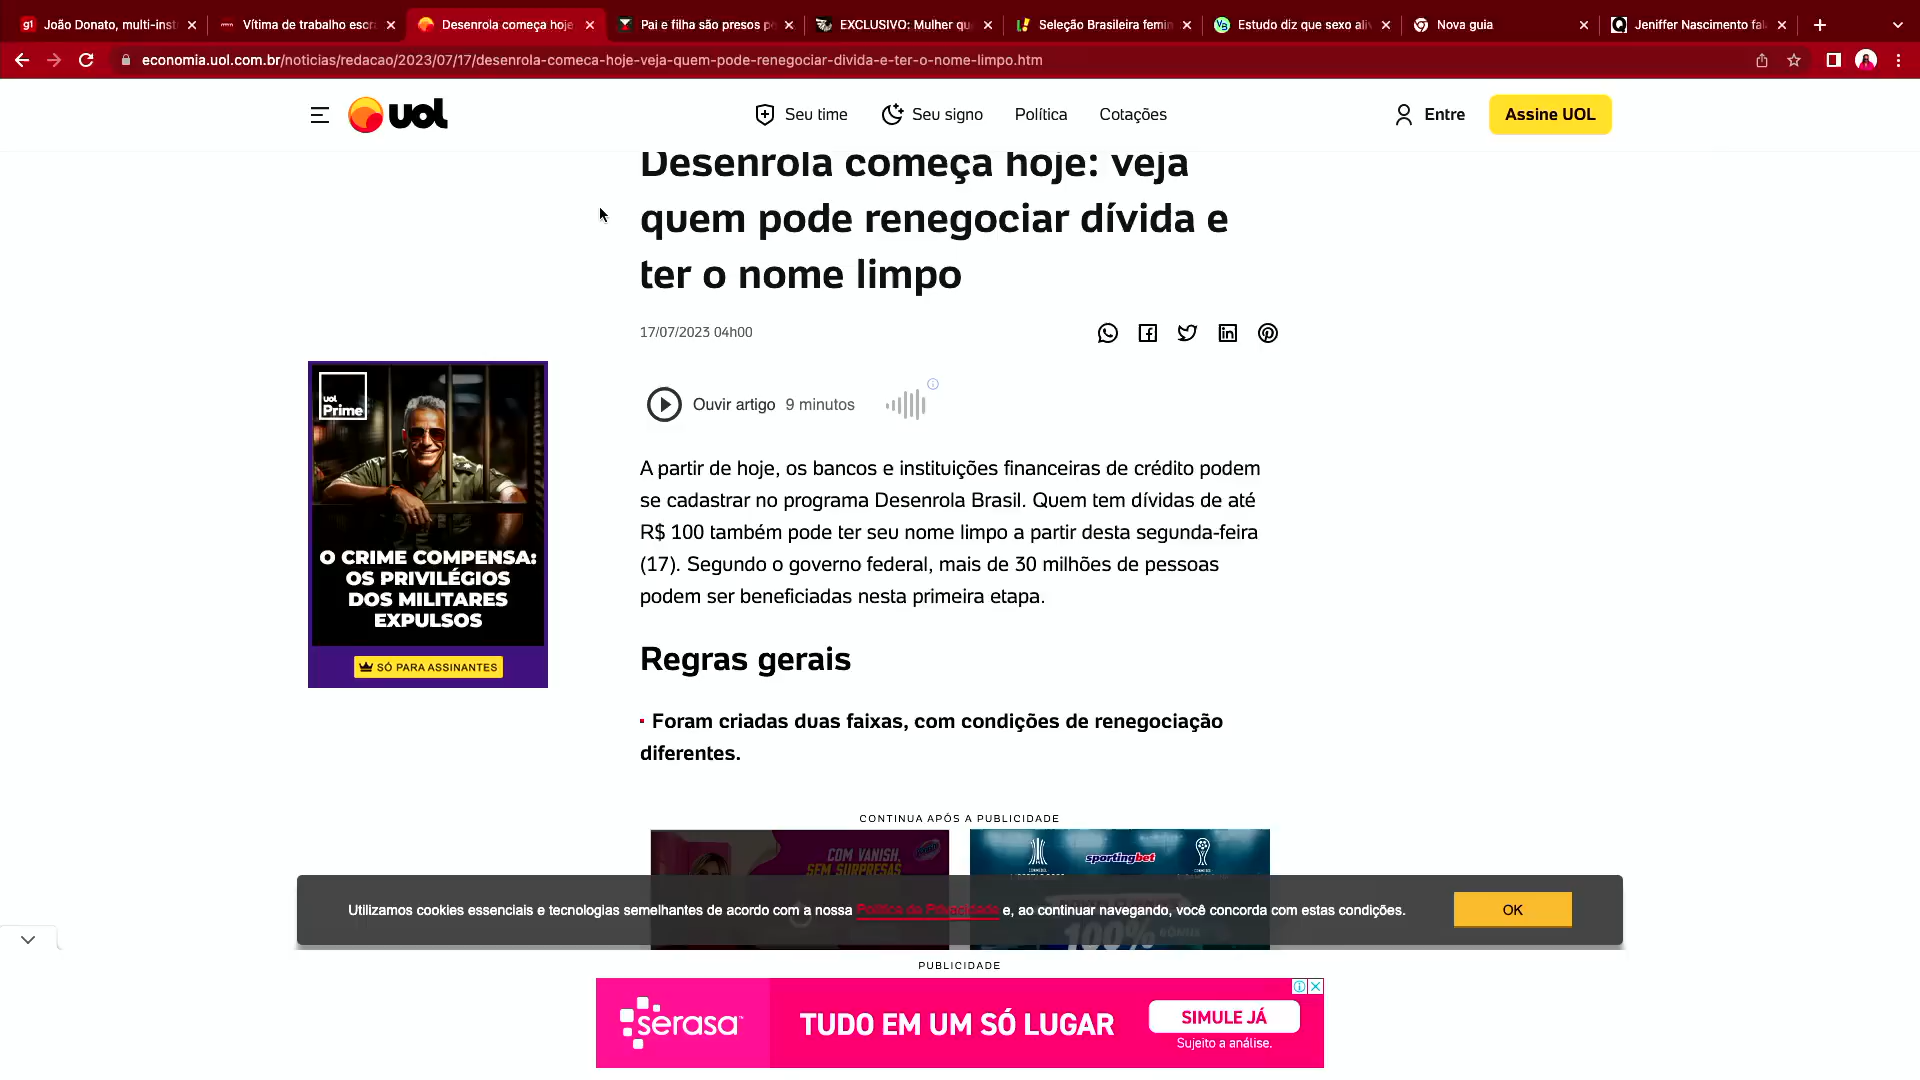 g1 João Donato, multi-inst
Vítima de trabalho escra
Desenrola começa hoje
Pai e filha são presos p
EXCLUSIVO: Mulher qu
Seleção Brasileira femin
Estudo diz que sexo ali
Nova guia
Jeniffer Nascimento fal
economia.uol.com.br/noticias/redacao/2023/07/17/desenrola-comeca-hoje-veja-quem-pode-renegociar-divida-e-ter-o-nome-limpo.htm
uol
Seu time
Seu signo
Política
Cotações
Entre
Assine UOL
Desenrola começa hoje: veja
quem pode renegociar dívida e
ter o nome limpo
17/07/2023 04h00
Ouvir artigo 9 minutos
uol
Prime
O CRIME COMPENSA:
OS PRIVILÉGIOS
DOS MILITARES
EXPULSOS
SÓ PARA ASSINANTES
A partir de hoje, os bancos e instituições financeiras de crédito podem
se cadastrar no programa Desenrola Brasil. Quem tem dívidas de até
R$ 100 também pode ter seu nome limpo a partir desta segunda-feira
(17). Segundo o governo federal, mais de 30 milhões de pessoas
podem ser beneficiadas nesta primeira etapa.
Regras gerais
Foram criadas duas faixas, com condições de renegociação
diferentes.
CONTINUA APÓS A PUBLICIDADE
COM VANISH,
SEM SURPRESAS
sportingbet
Utilizamos cookies essenciais e tecnologias semelhantes de acordo com a nossa Política de Privacidade e, ao continuar navegando, você concorda com estas condições.
OK
100%
PUBLICIDADE
serasa
TUDO EM UM SÓ LUGAR
SIMULE JÁ
Sujeito a análise.